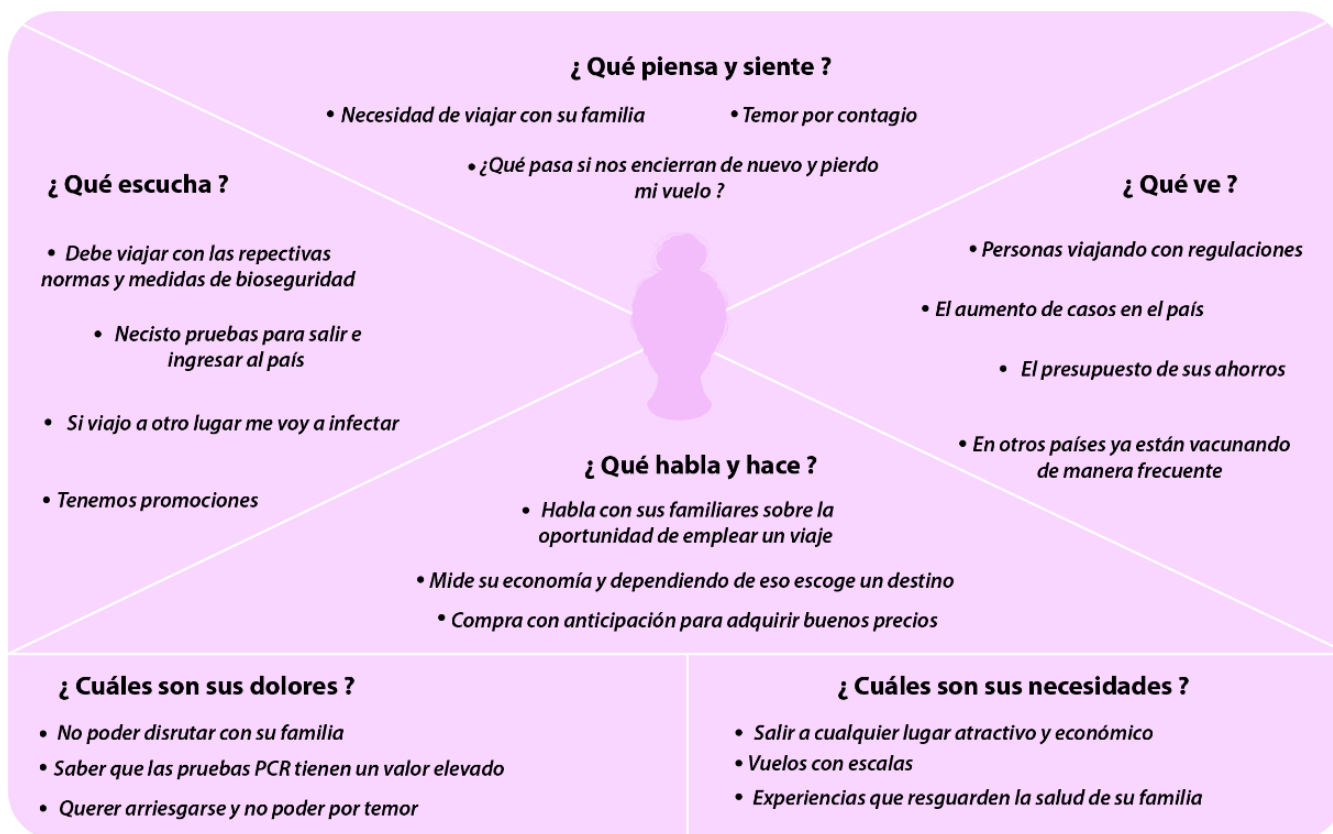 ¿ Qué piensa y siente ?
• Necesidad de viajar con su familia
• Temor por contagio
• ¿Qué pasa si nos encierran de nuevo y pierdo
mi vuelo ?
¿ Qué escucha ?
• Debe viajar con las repectivas
normas y medidas de bioseguridad
• Necisto pruebas para salir e
ingresar al país
• Si viajo a otro lugar me voy a infectar
• Tenemos promociones
¿ Qué ve ?
• Personas viajando con regulaciones
• El aumento de casos en el país
• El presupuesto de sus ahorros
• En otros países ya están vacunando
de manera frecuente
¿ Qué habla y hace ?
• Habla con sus familiares sobre la
oportunidad de emplear un viaje
• Mide su economía y dependiendo de eso escoge un destino
• Compra con anticipación para adquirir buenos precios
¿ Cuáles son sus dolores ?
• No poder disrutar con su familia
• Saber que las pruebas PCR tienen un valor elevado
• Querer arriesgarse y no poder por temor
¿ Cuáles son sus necesidades ?
• Salir a cualquier lugar atractivo y económico
• Vuelos con escalas
• Experiencias que resguarden la salud de su familia